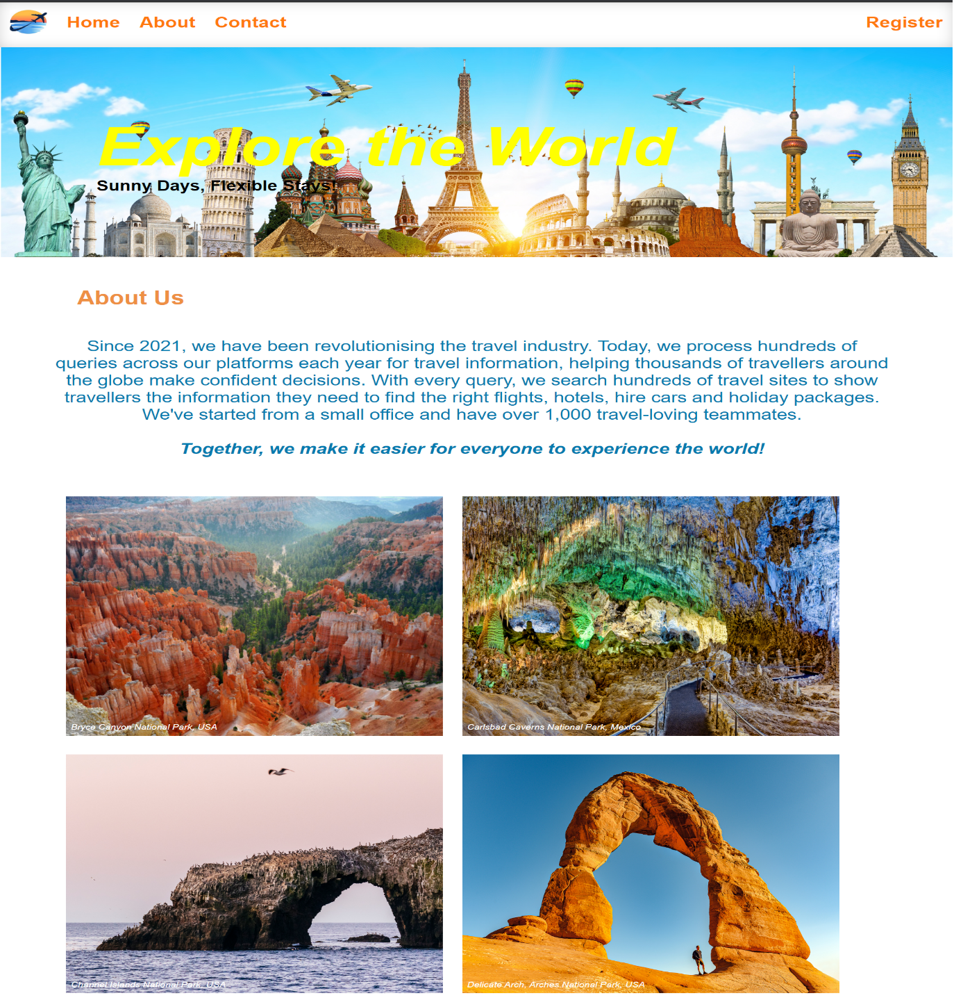 Home About Contact Register
Explore the World
Sunny Days, Flexible Stays!
About Us
Since 2021, we have been revolutionising the travel industry. Today, we process hundreds of
queries across our platforms each year for travel information, helping thousands of travellers around
the globe make confident decisions. With every query, we search hundreds of travel sites to show
travellers the information they need to find the right flights, hotels, hire cars and holiday packages.
We've started from a small office and have over 1,000 travel-loving teammates.
Together, we make it easier for everyone to experience the world!
Bryce Canyon National Park, USA
Carlsbad Caverns National Park, Mexico
Channel Islands National Park, USA
Delicate Arch, Arches National Park, USA